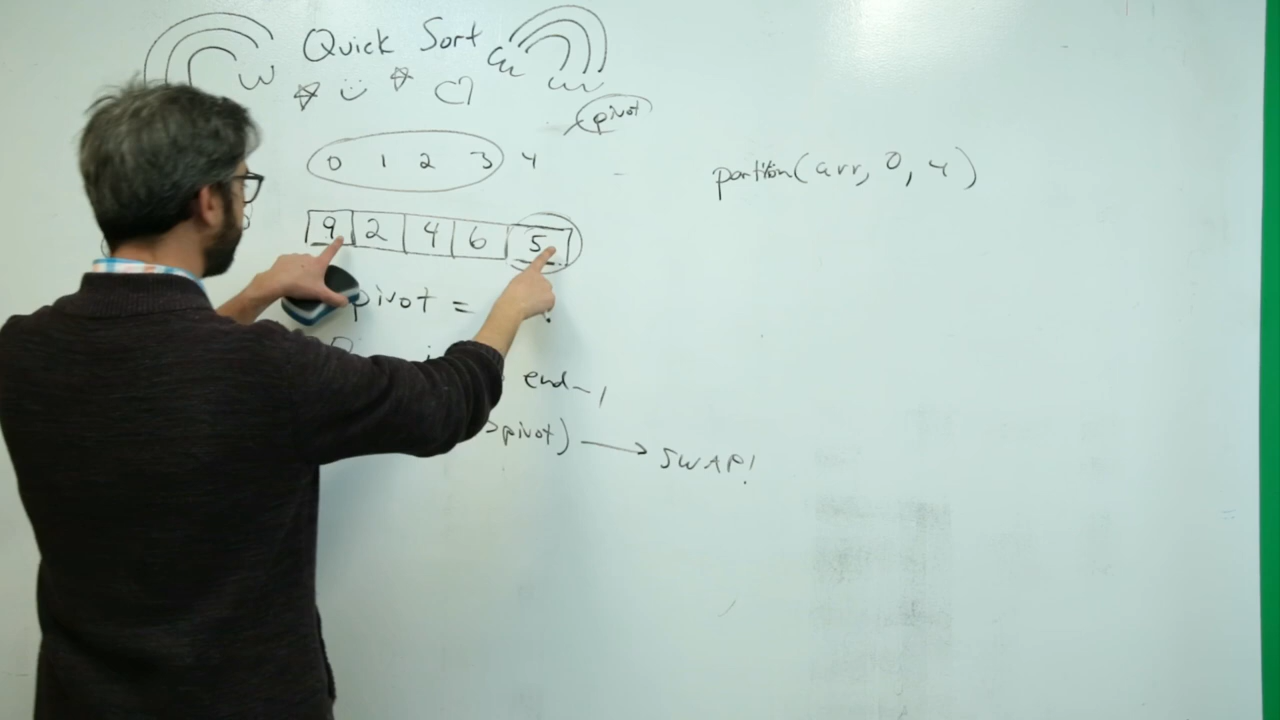 Quick Sort
pivot
0 1 2 3 4
partition(arr, 0, 4)
9 2 4 6 5
pivot =
end-1
>pivot) → SWAP!